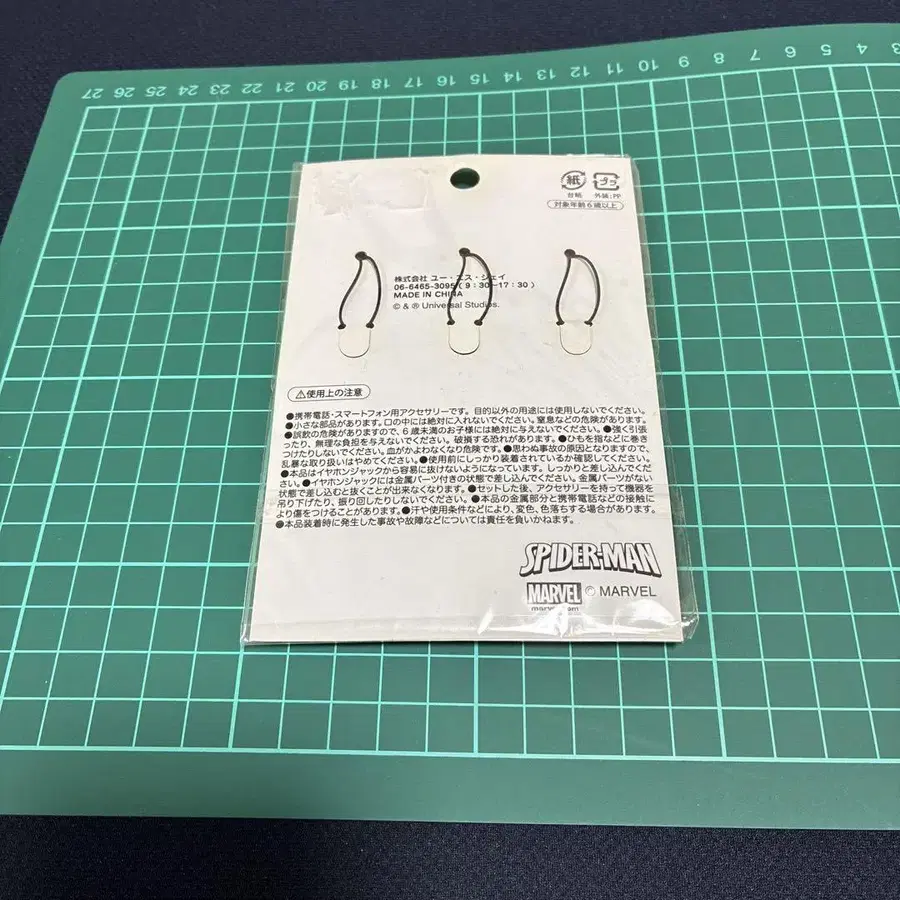 27 26 25 24 23 22 21 20 19 18 17 16 15 14 13 12 11 10 9 8 7 6 5 4 3
紙 プラ
台紙 外装:PP
対象年齢6歳以上
株式会社 ユー・エス・ジェイ
06-6465-3095(9:30~17:30)
MADE IN CHINA
© & ® Universal Studios.
⚠使用上の注意
●携帯電話・スマートフォン用アクセサリーです。目的以外の用途には使用しないでください。
●小さな部品があります。口の中には絶対に入れないでください。窒息などの危険があります。
●誤飲の危険がありますので、6歳未満のお子様には絶対に与えないでください。●強く引張
ったり、無理な負担を与えないでください。破損する恐れがあります。●ひもを指などに巻き
つけたりしないでください。血がかよわなくなり危険です。●思わぬ事故の原因となりますので、
乱暴な取り扱いはやめてください。●使用前にしっかり装着されているか確認してください。
●本品はイヤホンジャックから容易に抜けないようになっています。しっかりと差し込んでくだ
さい。●イヤホンジャックには金属パーツ付きの状態で差し込んでください。金属パーツがない
状態で差し込むと抜くことが出来なくなります。●セットした後、アクセサリーを持って機器を
吊り下げたり、振り回したりしないでください。●本品の金属部分と携帯電話などの接触に
より傷をつけることがあります。●汗や使用条件などにより、変色、色落ちする場合があります。
●本品装着時に発生した事故や故障などについては責任を負いかねます。
SPIDER-MAN
MARVEL © MARVEL